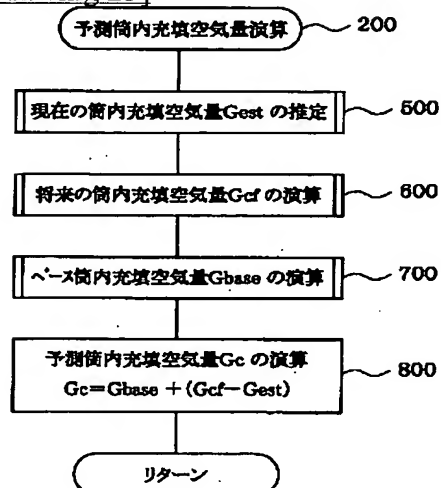 予測筒内充填空気量演算 200
現在の筒内充填空気量Gest の推定 500
将来の筒内充填空気量Gcf の演算 600
ベース筒内充填空気量Gbase の演算 700
予測筒内充填空気量Gc の演算
Gc=Gbase+(Gcf-Gest) 800
リターン